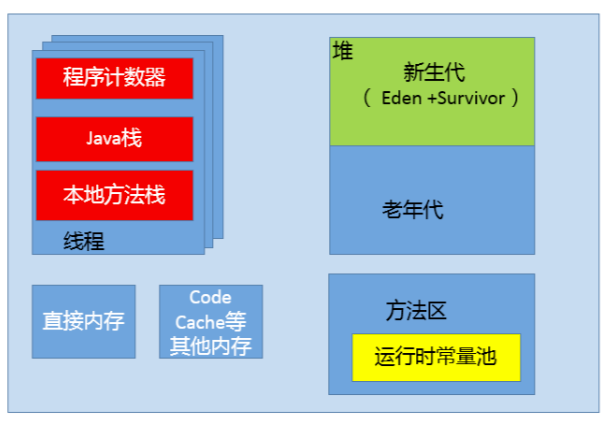 程序计数器
Java栈
本地方法栈
线程
堆
新生代
（ Eden +Survivor ）
老年代
直接内存
Code
Cache等
其他内存
方法区
运行时常量池